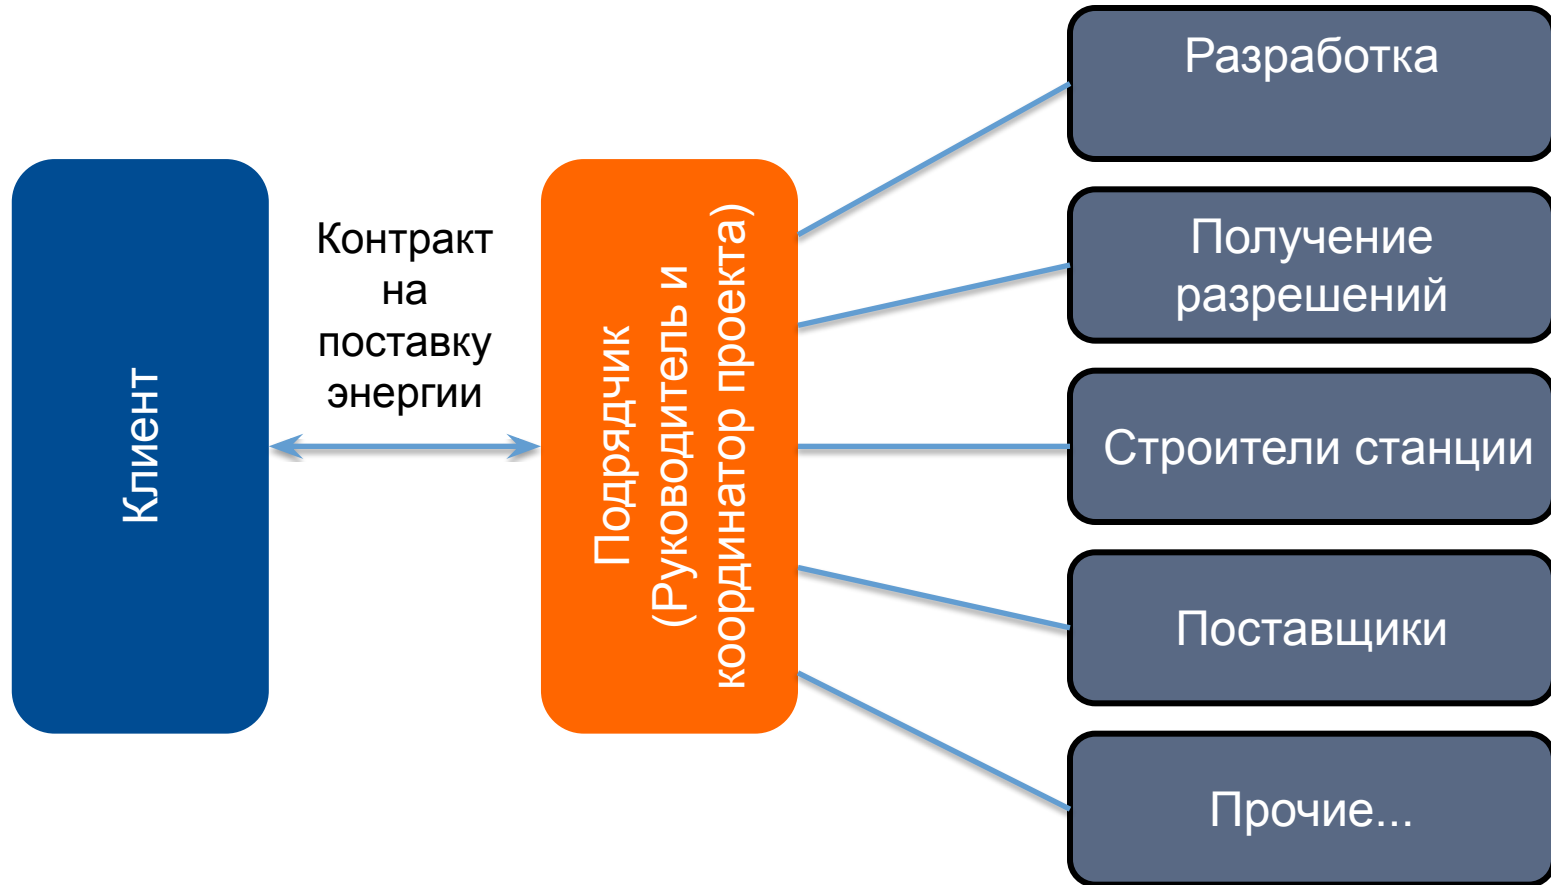 Клиент
Контракт
на
поставку
энергии
Подрядчик
(Руководитель и
координатор проекта)
Разработка
Получение
разрешений
Строители станции
Поставщики
Прочие...